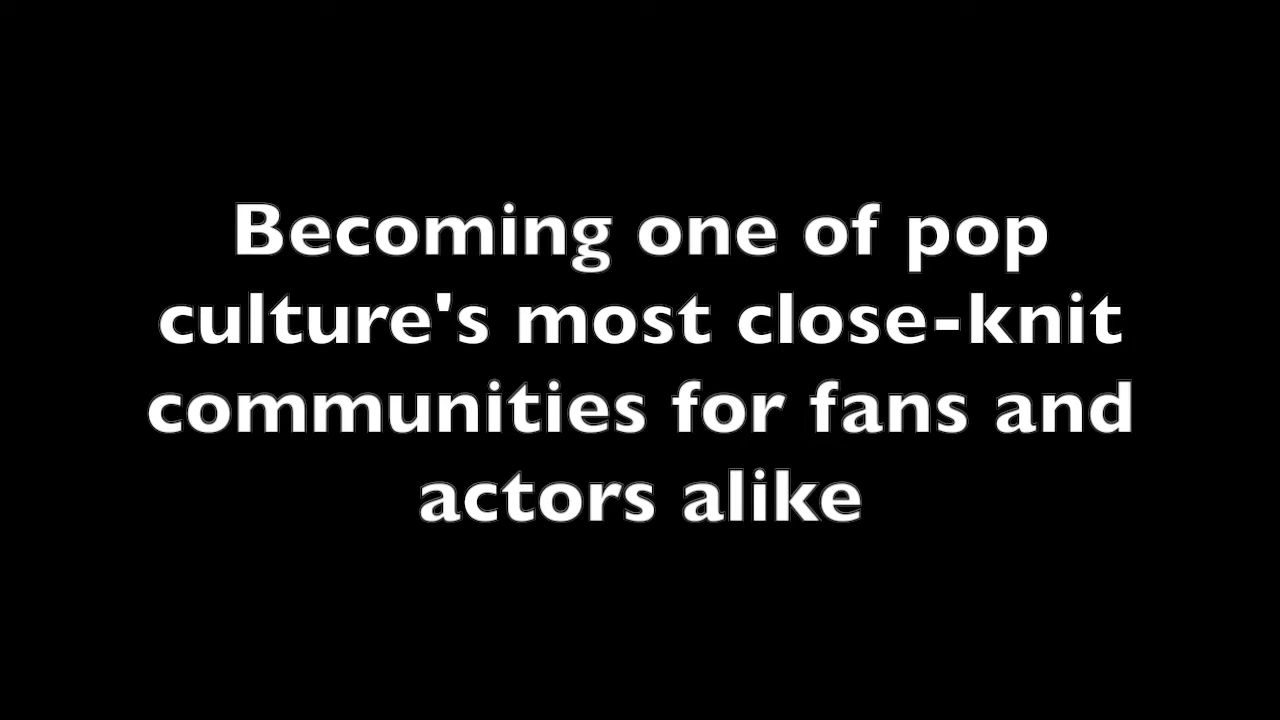 Becoming one of pop
culture's most close-knit
communities for fans and
actors alike